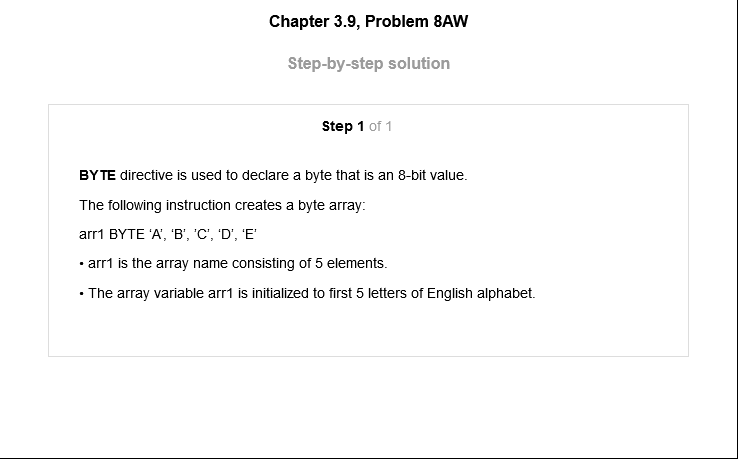 Chapter 3.9, Problem 8AW
Step-by-step solution
Step 1 of 1
BYTE directive is used to declare a byte that is an 8-bit value.
The following instruction creates a byte array:
arr1 BYTE ‘A’, ‘B’, ’C’, ‘D’, ‘E’
• arr1 is the array name consisting of 5 elements.
• The array variable arr1 is initialized to first 5 letters of English alphabet.